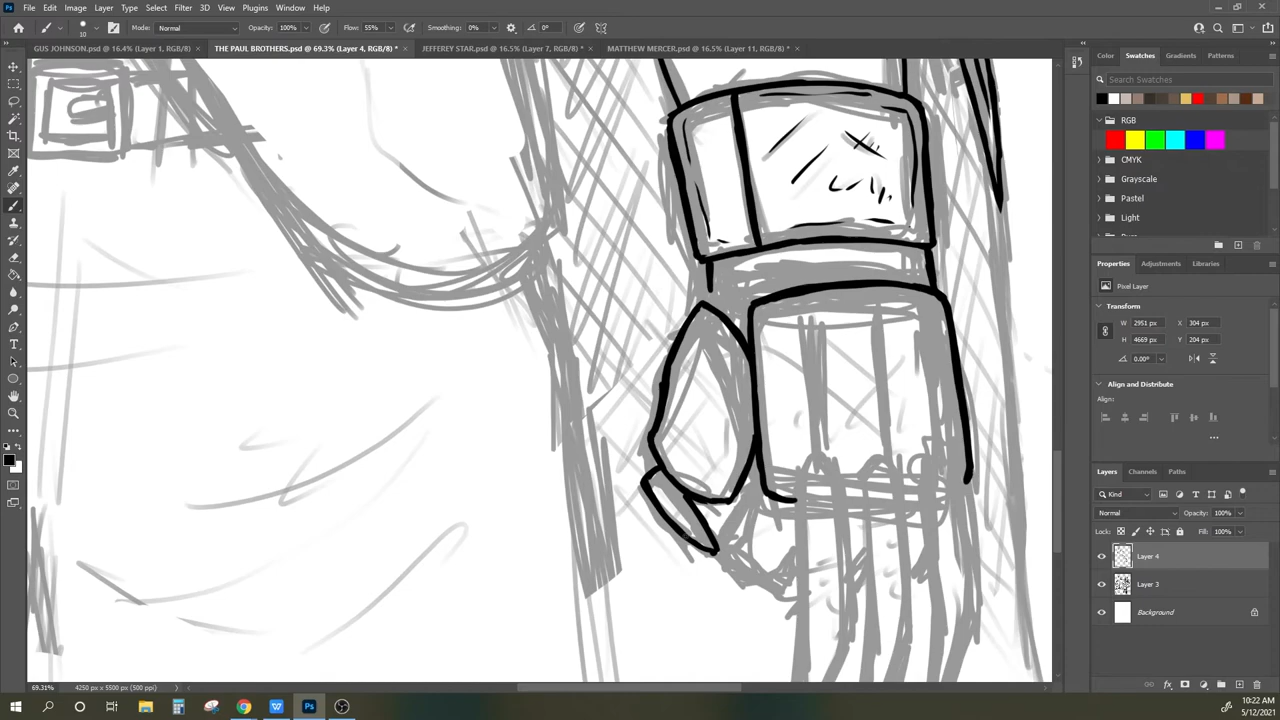 File Edit Image Layer Type Select Filter 3D View Plugins Window Help
10 Mode: Normal Opacity: 100% Flow: 55% Smoothing: 0% 0°
GUS JOHNSON.psd @ 16.4% (Layer 1, RGB/8) × THE PAUL BROTHERS.psd @ 69.3% (Layer 4, RGB/8) * × JEFFEREY STAR.psd @ 16.5% (Layer 7, RGB/8) * × MATTHEW MERCER.psd @ 16.5% (Layer 11, RGB/8) * ×
Color Swatches Gradients Patterns
Search Swatches
RGB
CMYK
Grayscale
Pastel
Light
Properties Adjustments Libraries
Pixel Layer
Transform
W 2951 px X 304 px
H 4669 px Y 204 px
0.00°
Align and Distribute
Align:
Layers Channels Paths
Kind
Normal Opacity: 100%
Lock: Fill: 100%
Layer 4
Layer 3
Background
69.31% 4250 px x 5500 px (500 ppi)
10:22 AM
5/12/2021